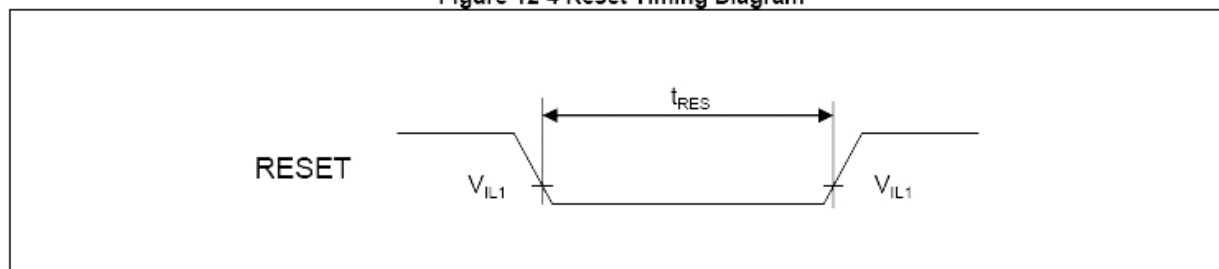 Figure 12-4 Reset Timing Diagram
tRES
RESET
VIL1
VIL1